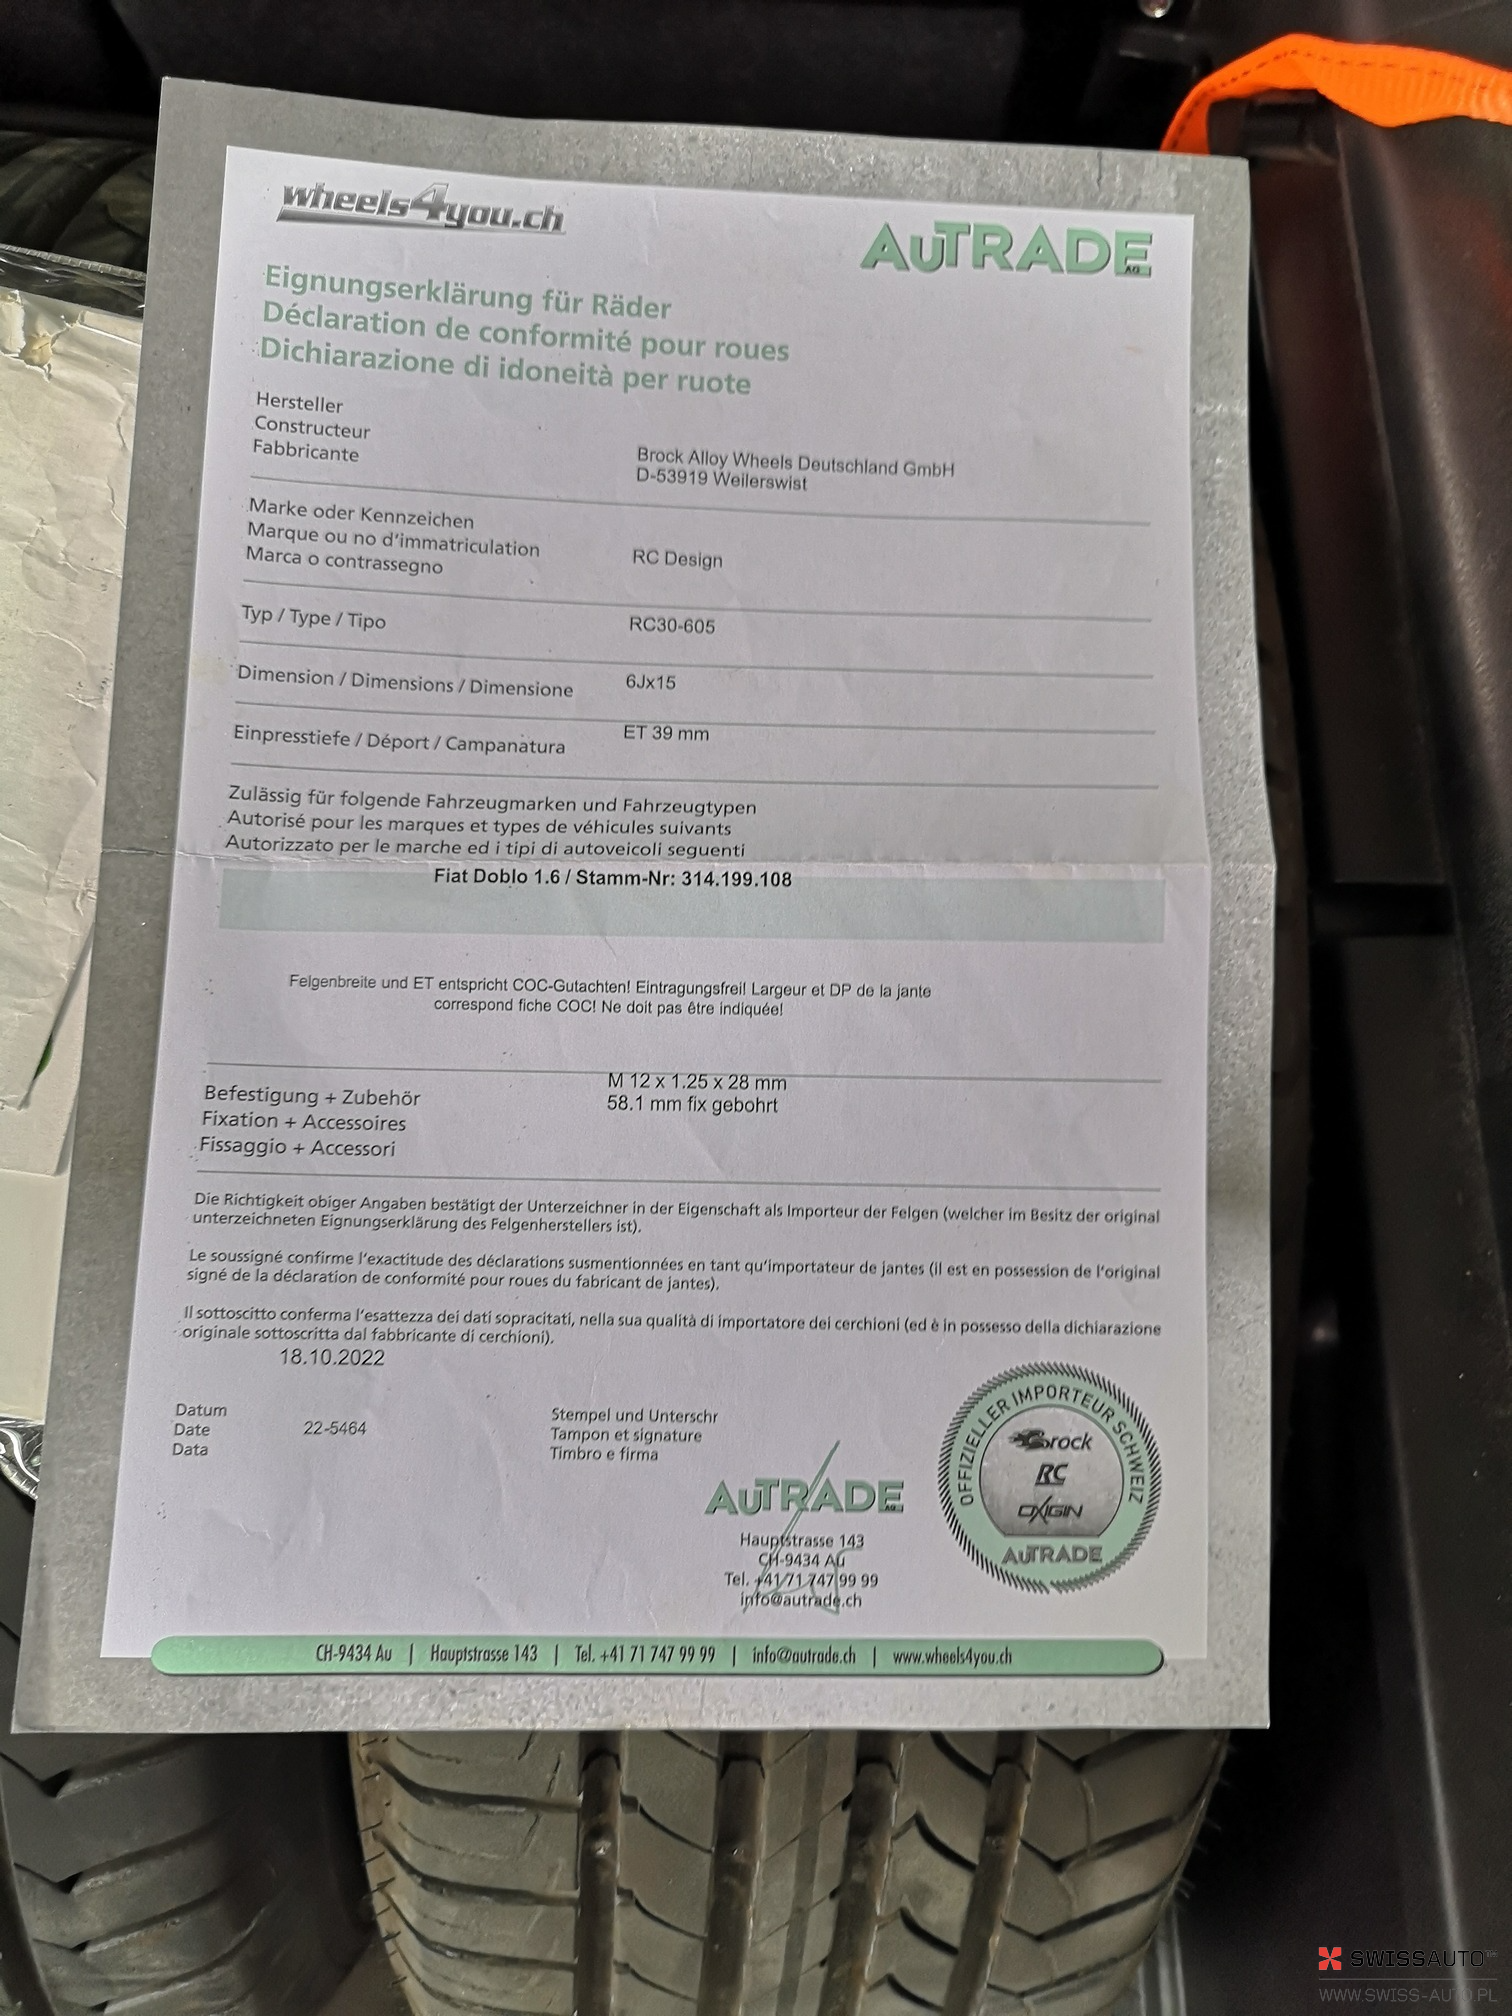 wheels4you.ch
AUTRADE AG
Eignungserklärung für Räder
Déclaration de conformité pour roues
Dichiarazione di idoneità per ruote
Hersteller
Constructeur
Fabbricante
Brock Alloy Wheels Deutschland GmbH
D-53919 Weilerswist
Marke oder Kennzeichen
Marque ou no d'immatriculation
Marca o contrassegno
RC Design
Typ / Type / Tipo RC30-605
Dimension / Dimensions / Dimensione 6Jx15
Einpresstiefe / Déport / Campanatura ET 39 mm
Zulässig für folgende Fahrzeugmarken und Fahrzeugtypen
Autorisé pour les marques et types de véhicules suivants
Autorizzato per le marche ed i tipi di autoveicoli seguenti
Fiat Doblo 1.6 / Stamm-Nr: 314.199.108
Felgenbreite und ET entspricht COC-Gutachten! Eintragungsfrei! Largeur et DP de la jante
correspond fiche COC! Ne doit pas être indiquée!
Befestigung + Zubehör
Fixation + Accessoires
Fissaggio + Accessori
M 12 x 1.25 x 28 mm
58.1 mm fix gebohrt
Die Richtigkeit obiger Angaben bestätigt der Unterzeichner in der Eigenschaft als Importeur der Felgen (welcher im Besitz der original
unterzeichneten Eignungserklärung des Felgenherstellers ist).
Le soussigné confirme l'exactitude des déclarations susmentionnées en tant qu'importateur de jantes (il est en possession de l'original
signé de la déclaration de conformité pour roues du fabricant de jantes).
Il sottoscitto conferma l'esattezza dei dati sopracitati, nella sua qualità di importatore dei cerchioni (ed è in possesso della dichiarazione
originale sottoscritta dal fabbricante di cerchioni).
18.10.2022
Datum
Date
Data
22-5464
Stempel und Unterschr
Tampon et signature
Timbro e firma
AUTRADE AG
Hauptstrasse 143
CH-9434 Au
Tel. +41 71 747 99 99
info@autrade.ch
OFFIZIELLER IMPORTEUR SCHWEIZ
Brock
RC
OXIGIN
AUTRADE
CH-9434 Au | Hauptstrasse 143 | Tel. +41 71 747 99 99 | info@autrade.ch | www.wheels4you.ch
SWISSAUTO
WWW.SWISS-AUTO.PL